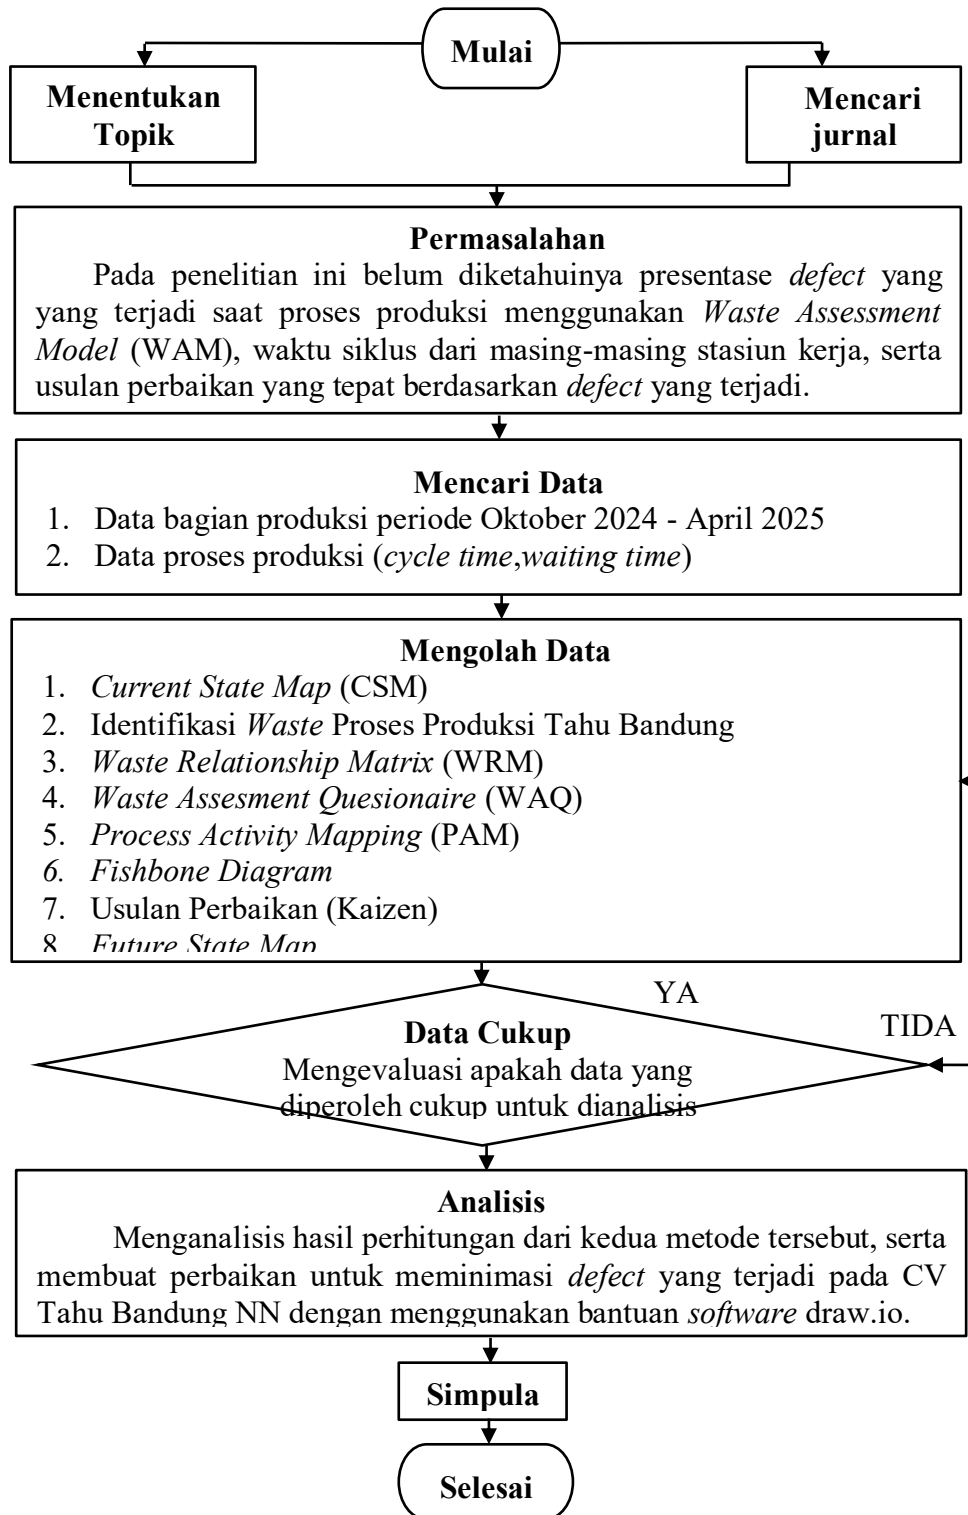 Mulai
Menentukan
Topik
Mencari
jurnal
Permasalahan
Pada penelitian ini belum diketahuinya presentase defect yang
yang terjadi saat proses produksi menggunakan Waste Assessment
Model (WAM), waktu siklus dari masing-masing stasiun kerja, serta
usulan perbaikan yang tepat berdasarkan defect yang terjadi.
Mencari Data
1. Data bagian produksi periode Oktober 2024 - April 2025
2. Data proses produksi (cycle time,waiting time)
Mengolah Data
1. Current State Map (CSM)
2. Identifikasi Waste Proses Produksi Tahu Bandung
3. Waste Relationship Matrix (WRM)
4. Waste Assesment Quesionaire (WAQ)
5. Process Activity Mapping (PAM)
6. Fishbone Diagram
7. Usulan Perbaikan (Kaizen)
8 Future State Map
YA
TIDA
Data Cukup
Mengevaluasi apakah data yang
diperoleh cukup untuk dianalisis
Analisis
Menganalisis hasil perhitungan dari kedua metode tersebut, serta
membuat perbaikan untuk meminimasi defect yang terjadi pada CV
Tahu Bandung NN dengan menggunakan bantuan software draw.io.
Simpula
Selesai